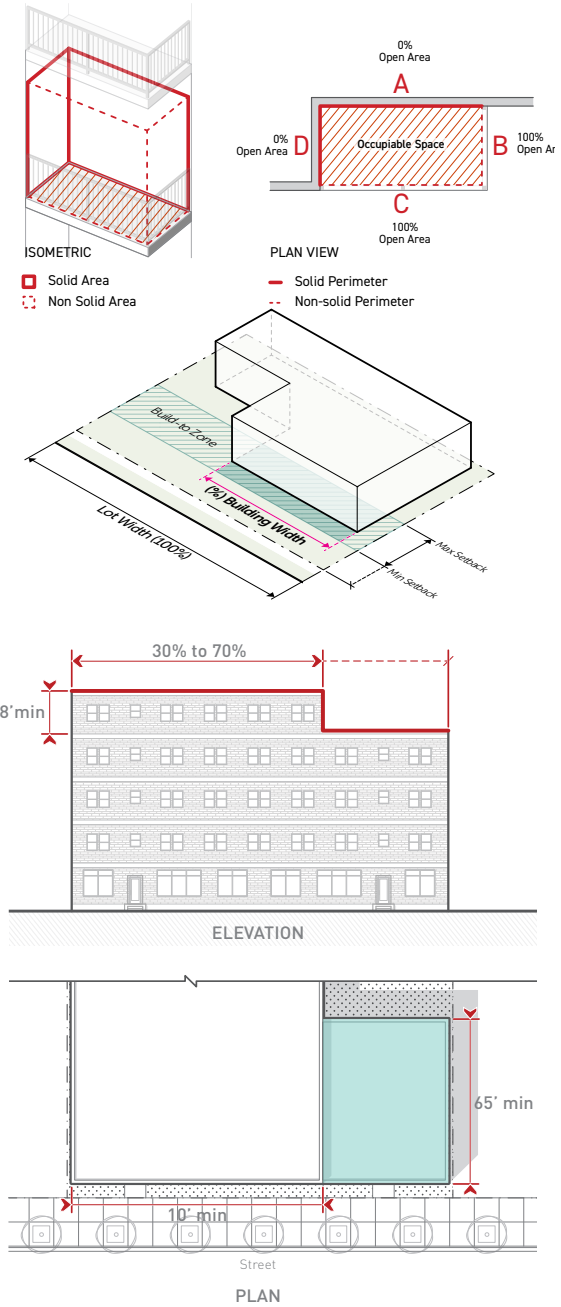 0%
Open Area
A
0%
Open Area
D
Occupiable Space
B
100%
Open Ar
C
100%
Open Area
ISOMETRIC
PLAN VIEW
Solid Area
Non Solid Area
Solid Perimeter
Non-solid Perimeter
Build-to Zone
(%) Building Width
Lot Width (100%)
Max Setback
Min Setback
30% to 70%
8'min
ELEVATION
65' min
10' min
Street
PLAN